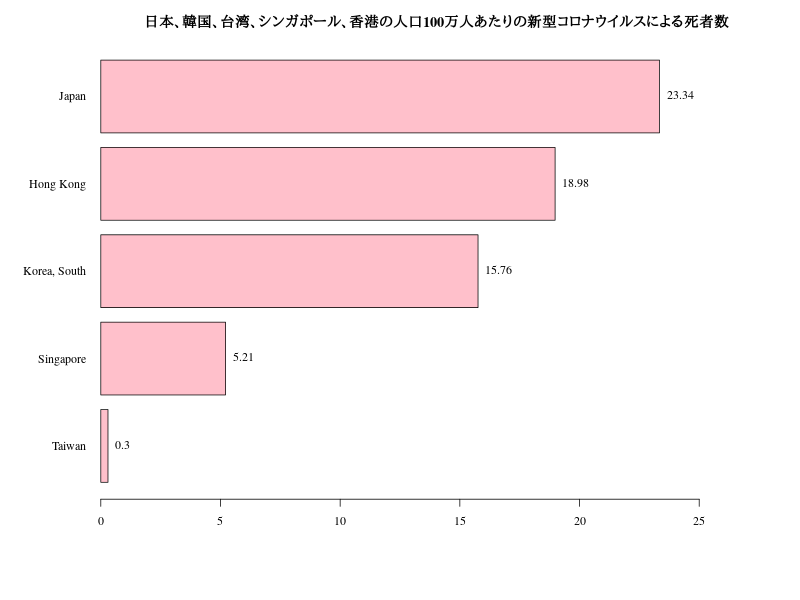 日本、韓国、台湾、シンガポール、香港の人口100万人あたりの新型コロナウイルスによる死者数
Japan 23.34
Hong Kong 18.98
Korea, South 15.76
Singapore 5.21
Taiwan 0.3
0 5 10 15 20 25